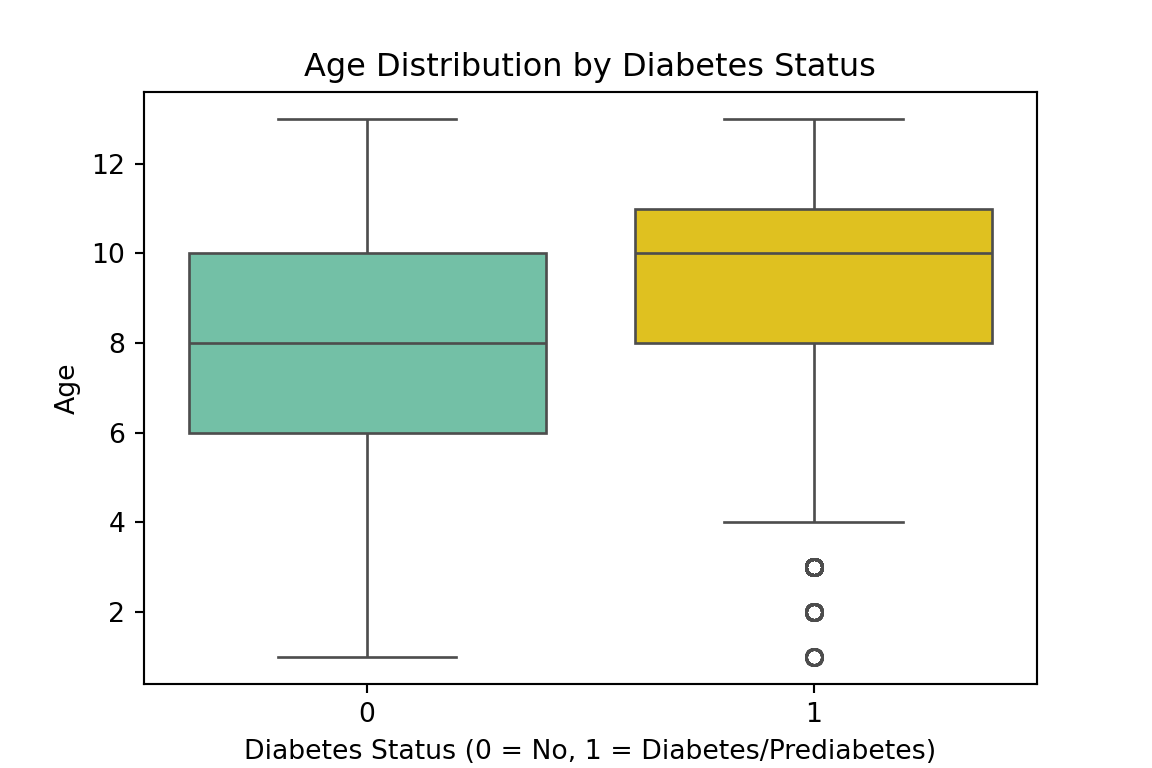 Age Distribution by Diabetes Status
12
10
8
6
4
2
Age
0 1
Diabetes Status (0 = No, 1 = Diabetes/Prediabetes)